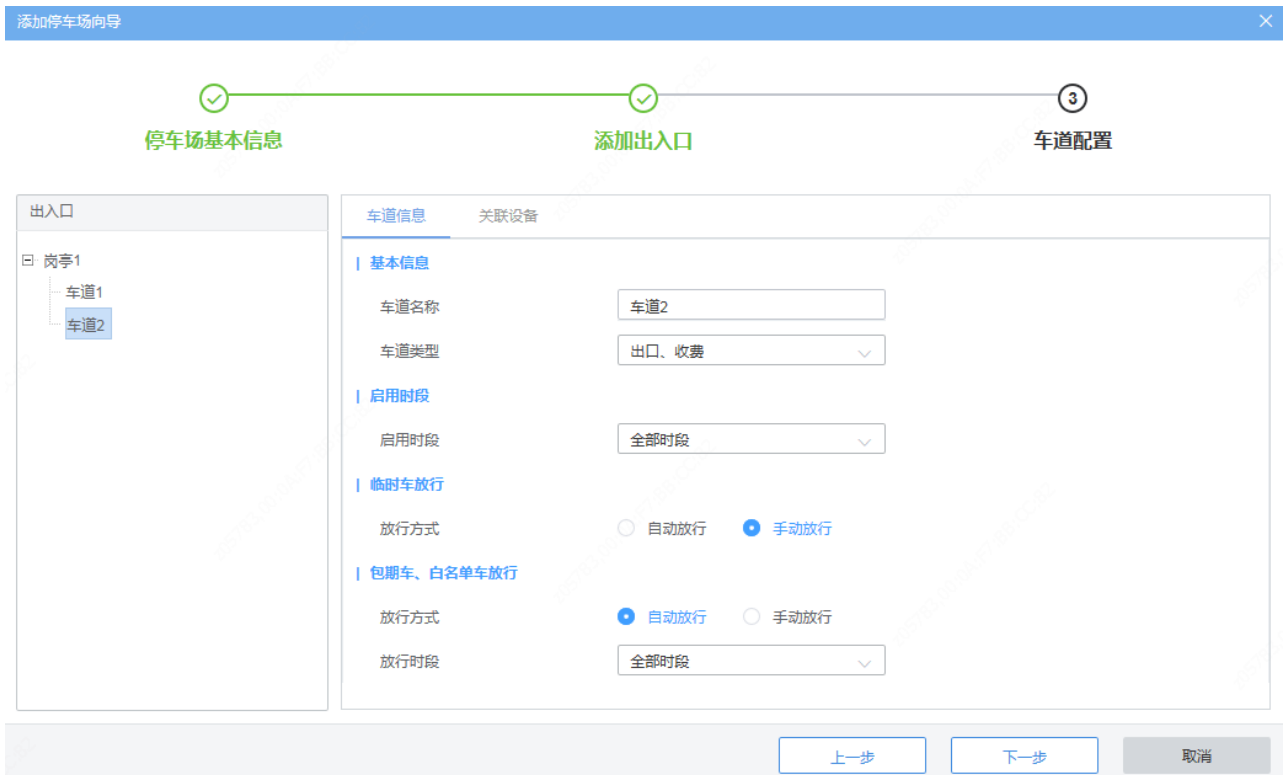 添加停车场向导
3
停车场基本信息 添加出入口 车道配置
出入口
岗亭1
车道1
车道2
车道信息 关联设备
基本信息
车道名称 车道2
车道类型 出口、收费
启用时段
启用时段 全部时段
临时车放行
放行方式 自动放行 手动放行
包期车、白名单车放行
放行方式 自动放行 手动放行
放行时段 全部时段
上一步 下一步 取消